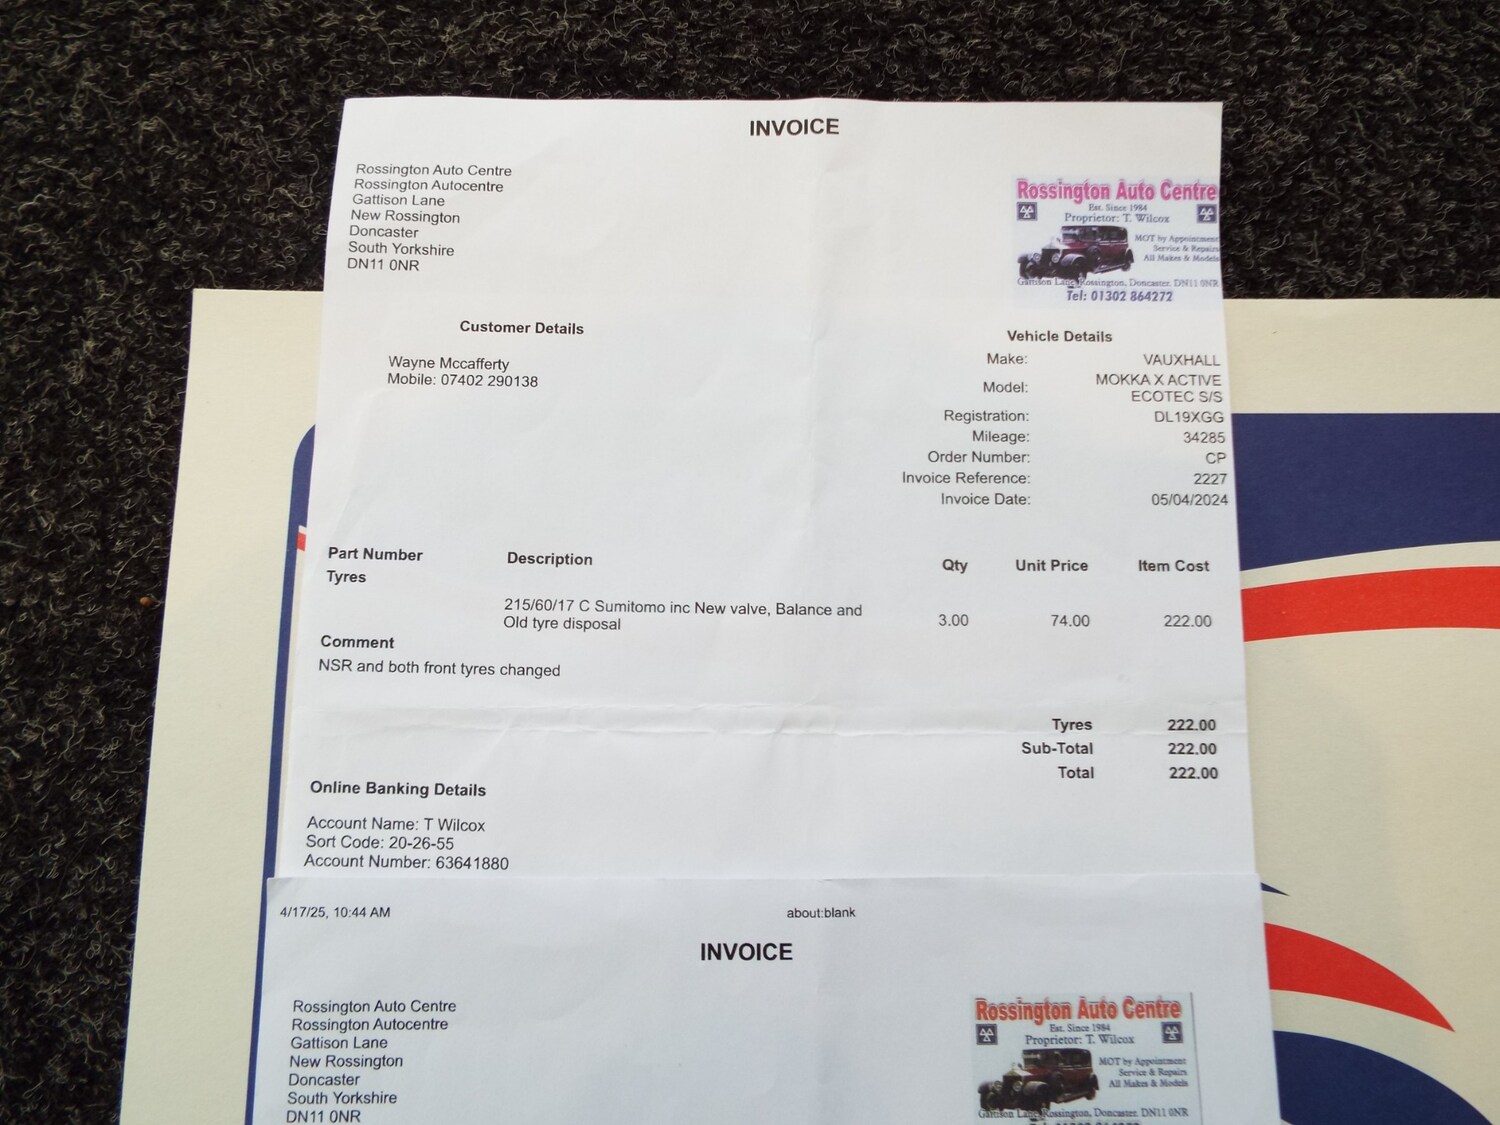 INVOICE
Rossington Auto Centre
Rossington Autocentre
Gattison Lane
New Rossington
Doncaster
South Yorkshire
DN11 0NR
Rossington Auto Centre
Est. Since 1984
Proprietor: T. Wilcox
MOT by Appointment
Service & Repairs
All Makes & Models
Gattison Lane, Rossington, Doncaster. DN11 0NR
Tel: 01302 864272
Customer Details
Wayne Mccafferty
Mobile: 07402 290138
Vehicle Details
Make: VAUXHALL
Model: MOKKA X ACTIVE
ECOTEC S/S
Registration: DL19XGG
Mileage: 34285
Order Number: CP
Invoice Reference: 2227
Invoice Date: 05/04/2024
Part Number Description Qty Unit Price Item Cost
Tyres
215/60/17 C Sumitomo inc New valve, Balance and
Old tyre disposal 3.00 74.00 222.00
Comment
NSR and both front tyres changed
Tyres 222.00
Sub-Total 222.00
Total 222.00
Online Banking Details
Account Name: T Wilcox
Sort Code: 20-26-55
Account Number: 63641880
4/17/25, 10:44 AM about:blank
INVOICE
Rossington Auto Centre
Rossington Autocentre
Gattison Lane
New Rossington
Doncaster
South Yorkshire
DN11 0NR
Rossington Auto Centre
Est. Since 1984
Proprietor: T. Wilcox
MOT by Appointment
Service & Repairs
All Makes & Models
Gattison Lane, Rossington, Doncaster. DN11 0NR